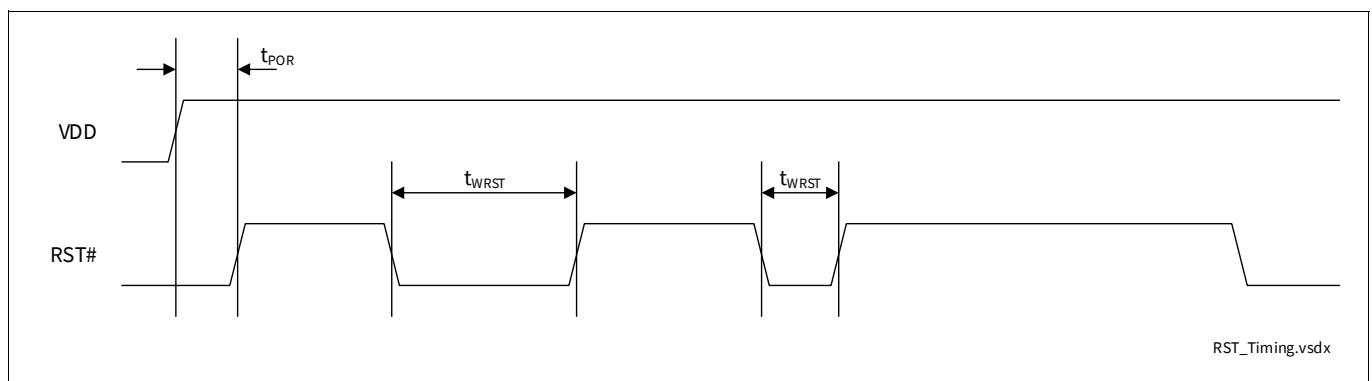 tPOR
VDD
tWRST
tWRST
RST#
RST_Timing.vsdx